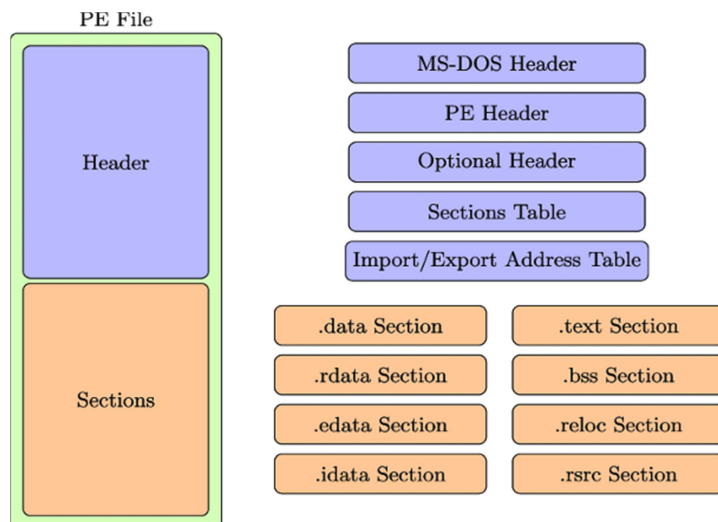 PE File
Header
Sections
MS-DOS Header
PE Header
Optional Header
Sections Table
Import/Export Address Table
.data Section
.text Section
.rdata Section
.bss Section
.edata Section
.reloc Section
.idata Section
.rsrc Section